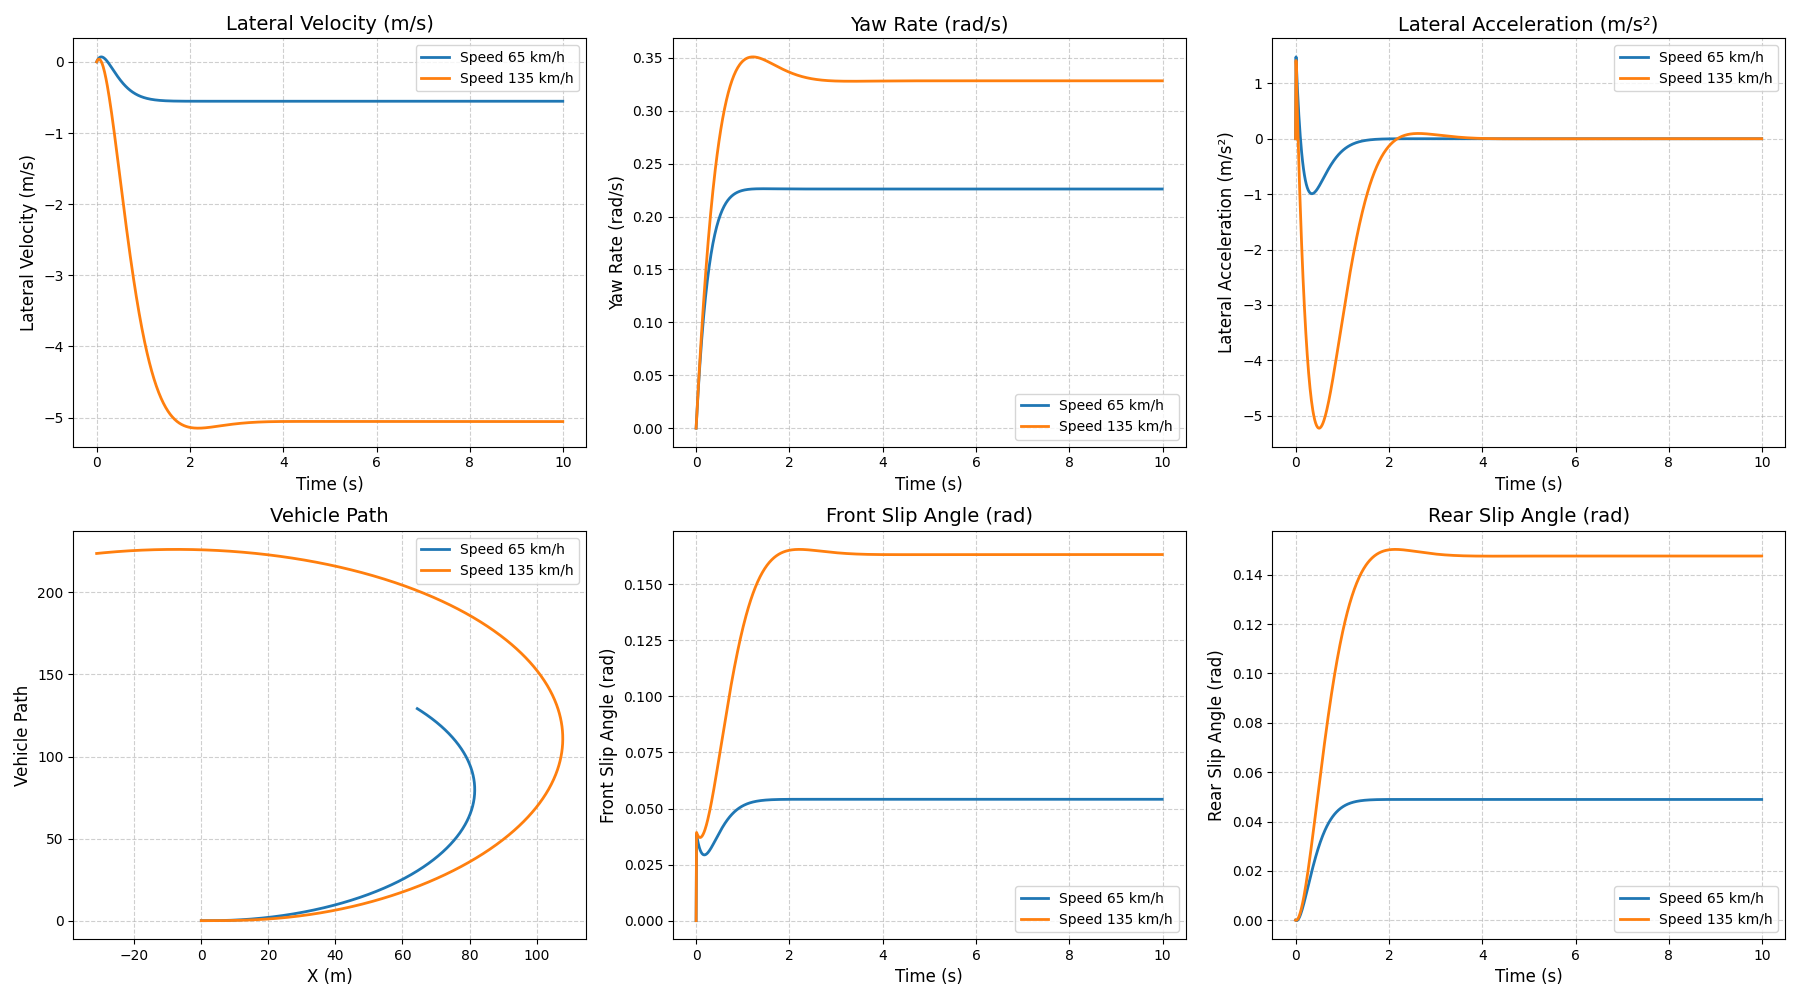 Lateral Velocity (m/s)
Lateral Velocity (m/s)
0
−1
−2
−3
−4
−5
Speed 65 km/h
Speed 135 km/h
0 2 4 6 8 10
Time (s)
Yaw Rate (rad/s)
Yaw Rate (rad/s)
0.35
0.30
0.25
0.20
0.15
0.10
0.05
0.00
Speed 65 km/h
Speed 135 km/h
0 2 4 6 8 10
Time (s)
Lateral Acceleration (m/s²)
Lateral Acceleration (m/s²)
1
0
−1
−2
−3
−4
−5
Speed 65 km/h
Speed 135 km/h
0 2 4 6 8 10
Time (s)
Vehicle Path
Vehicle Path
200
150
100
50
0
Speed 65 km/h
Speed 135 km/h
−20 0 20 40 60 80 100
X (m)
Front Slip Angle (rad)
Front Slip Angle (rad)
0.150
0.125
0.100
0.075
0.050
0.025
0.000
Speed 65 km/h
Speed 135 km/h
0 2 4 6 8 10
Time (s)
Rear Slip Angle (rad)
Rear Slip Angle (rad)
0.14
0.12
0.10
0.08
0.06
0.04
0.02
0.00
Speed 65 km/h
Speed 135 km/h
0 2 4 6 8 10
Time (s)